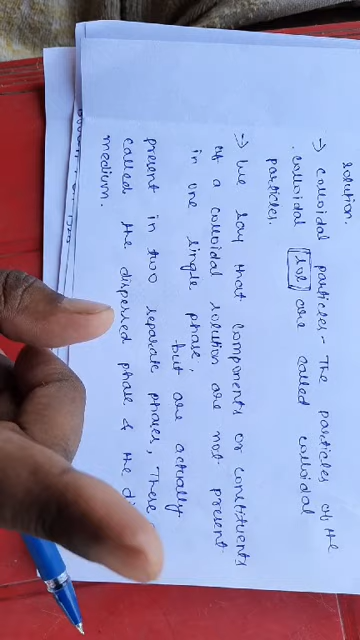 solution.
→ colloidal particles - The particles of the
colloidal sol are called colloidal
particles.
→ We say that components or constituents
of a colloidal solution are not present
in one single phase, but are actually
present in two separate phases, These
called the dispersed phase & the
medium.